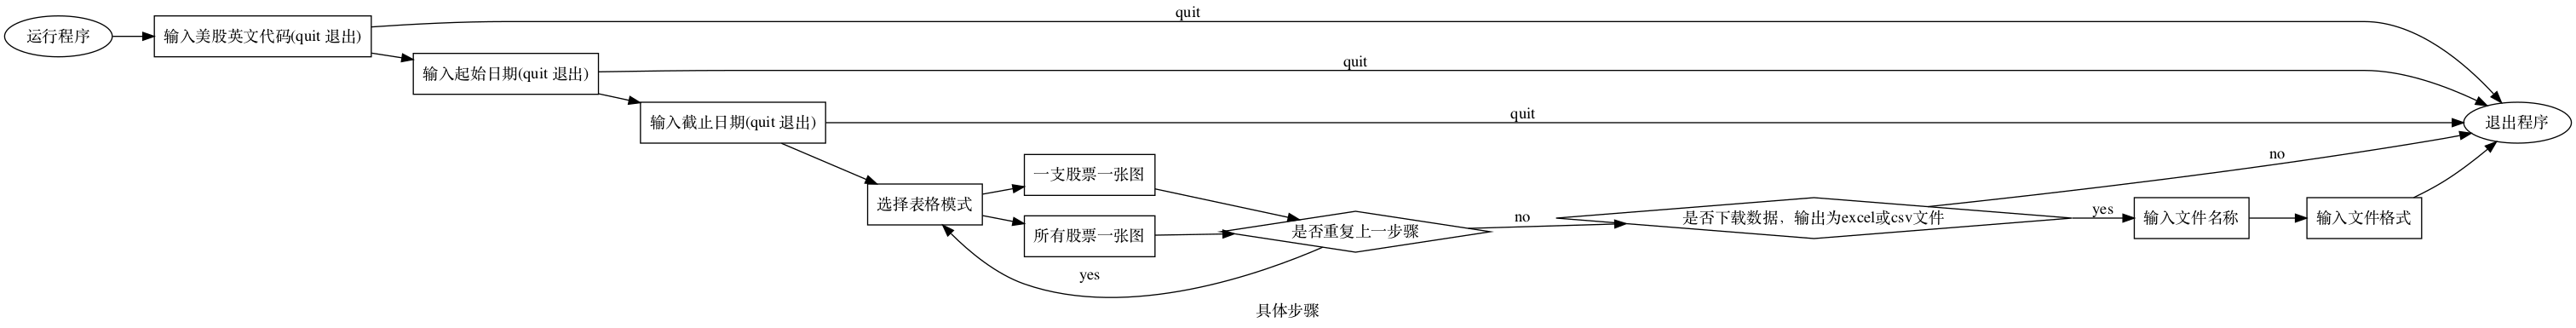 运行程序
输入美股英文代码(quit 退出)
quit
输入起始日期(quit 退出)
quit
输入截止日期(quit 退出)
quit
退出程序
选择表格模式
一支股票一张图
所有股票一张图
是否重复上一步骤
yes
no
是否下载数据，输出为excel或csv文件
no
yes
输入文件名称
输入文件格式
具体步骤